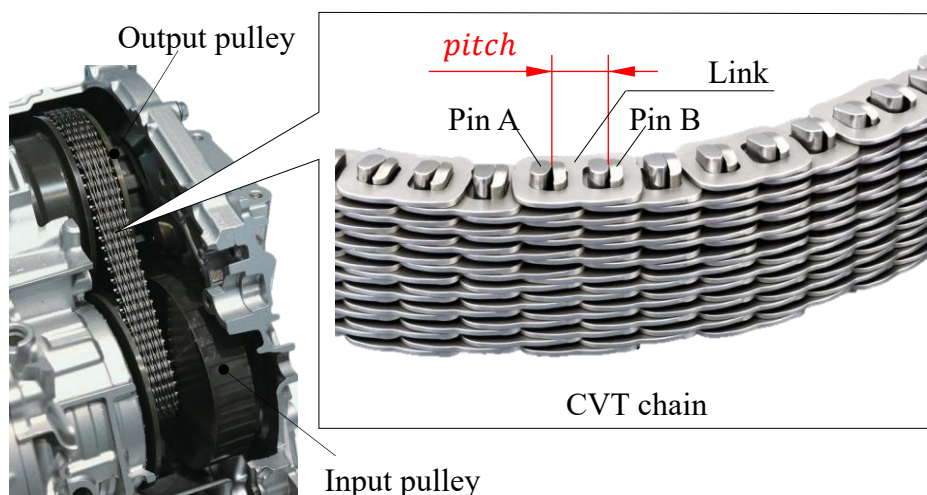 Output pulley
pitch
Link
Pin A
Pin B
CVT chain
Input pulley